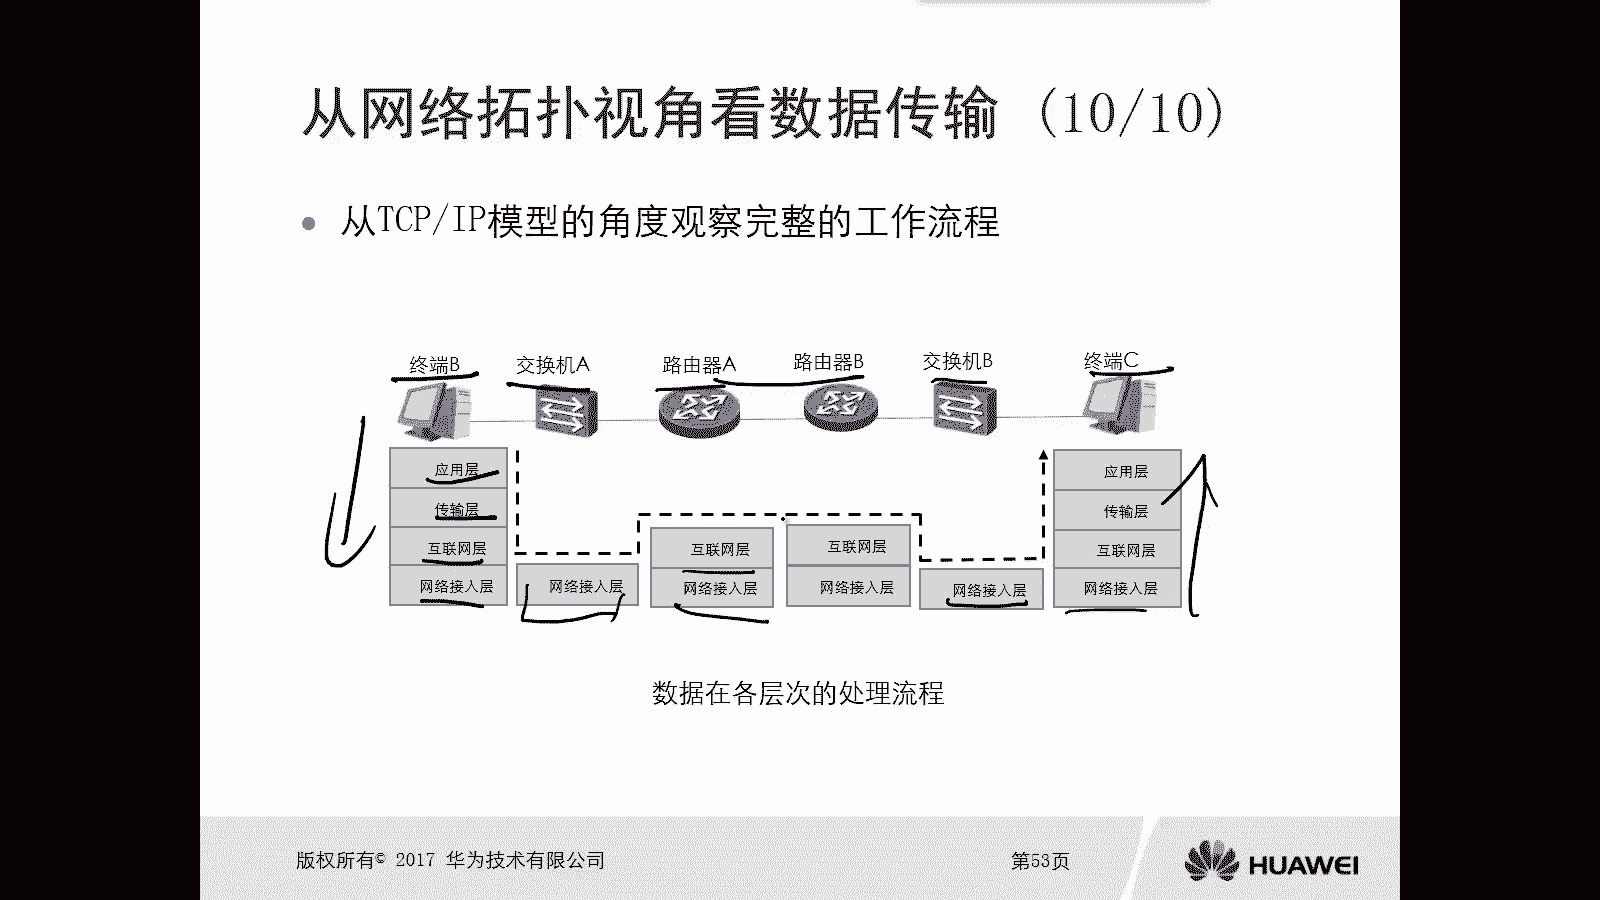 从网络拓扑视角看数据传输 (10/10)
从TCP/IP模型的角度观察完整的工作流程
终端B 交换机A 路由器A 路由器B 交换机B 终端C
应用层 应用层
传输层 传输层
互联网层 互联网层 互联网层 互联网层
网络接入层 网络接入层 网络接入层 网络接入层 网络接入层 网络接入层
数据在各层次的处理流程
版权所有© 2017 华为技术有限公司 第53页 HUAWEI